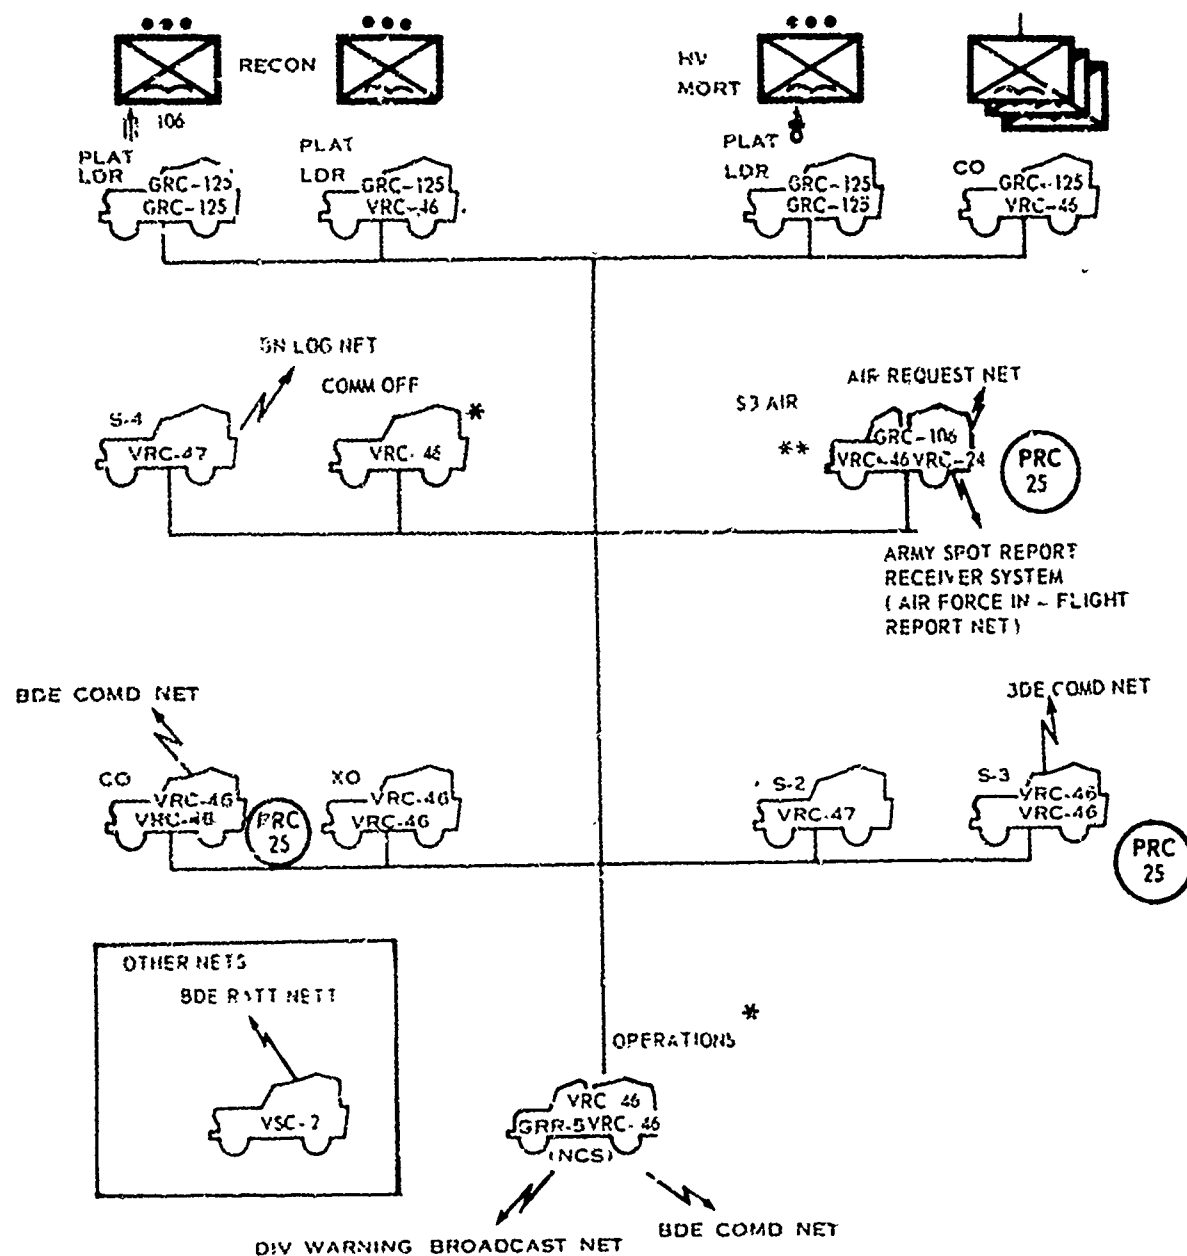 RECON
HV
MORT
106
PLAT
LDR
GRC-125
GRC-125
PLAT
LDR
GRC-125
VRC-46
PLAT
LDR
GRC-125
GRC-125
CO
GRC-125
VRC-46
BN LOG NET
S-4
VRC-47
COMM OFF
*
VRC-46
S3 AIR
**
AIR REQUEST NET
GRC-106
VRC-46 VRC-24
PRC
25
ARMY SPOT REPORT
RECEIVER SYSTEM
(AIR FORCE IN - FLIGHT
REPORT NET)
BDE COMD NET
CO
VRC-46
VRC-46
PRC
25
XO
VRC-46
VRC-46
S-2
VRC-47
BDE COMD NET
S-3
VRC-46
VRC-46
PRC
25
OTHER NETS
BDE RATT NETT
VSC-2
OPERATIONS *
VRC 46
GRR-5 VRC-46
(NCS)
DIV WARNING BROADCAST NET
BDE COMD NET